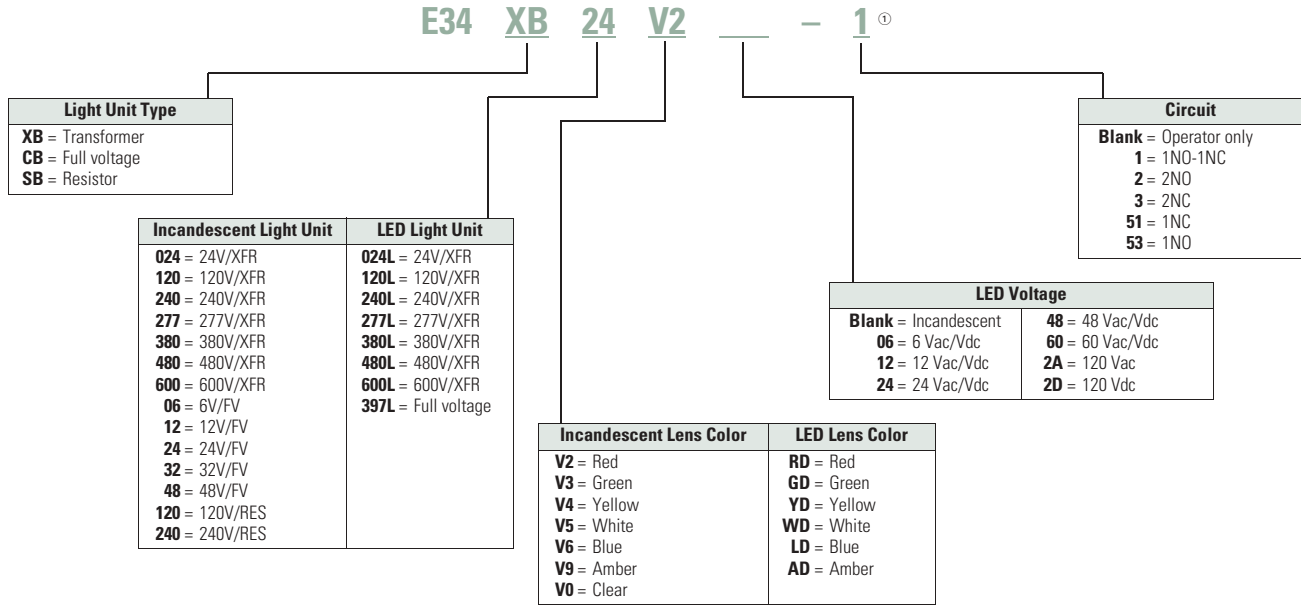 E34 XB 24 V2 ___ – 1 ①
Light Unit Type
XB = Transformer
CB = Full voltage
SB = Resistor
Circuit
Blank = Operator only
1 = 1NO-1NC
2 = 2NO
3 = 2NC
51 = 1NC
53 = 1NO
Incandescent Light Unit
024 = 24V/XFR
120 = 120V/XFR
240 = 240V/XFR
277 = 277V/XFR
380 = 380V/XFR
480 = 480V/XFR
600 = 600V/XFR
06 = 6V/FV
12 = 12V/FV
24 = 24V/FV
32 = 32V/FV
48 = 48V/FV
120 = 120V/RES
240 = 240V/RES
LED Light Unit
024L = 24V/XFR
120L = 120V/XFR
240L = 240V/XFR
277L = 277V/XFR
380L = 380V/XFR
480L = 480V/XFR
600L = 600V/XFR
397L = Full voltage
LED Voltage
Blank = Incandescent
06 = 6 Vac/Vdc
12 = 12 Vac/Vdc
24 = 24 Vac/Vdc
48 = 48 Vac/Vdc
60 = 60 Vac/Vdc
2A = 120 Vac
2D = 120 Vdc
Incandescent Lens Color
V2 = Red
V3 = Green
V4 = Yellow
V5 = White
V6 = Blue
V9 = Amber
V0 = Clear
LED Lens Color
RD = Red
GD = Green
YD = Yellow
WD = White
LD = Blue
AD = Amber